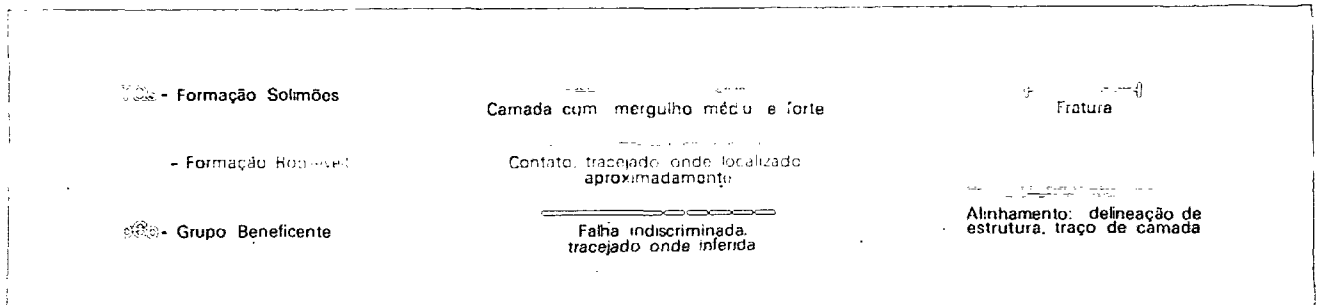 - Formação Solimões
- Formação
- Grupo Beneficente
Camada com mergulho médio e forte
Contato, tracejado onde localizado
aproximadamente
Falha indiscriminada,
tracejado onde inferida
Fratura
Alinhamento: delineação de
estrutura, traço de camada